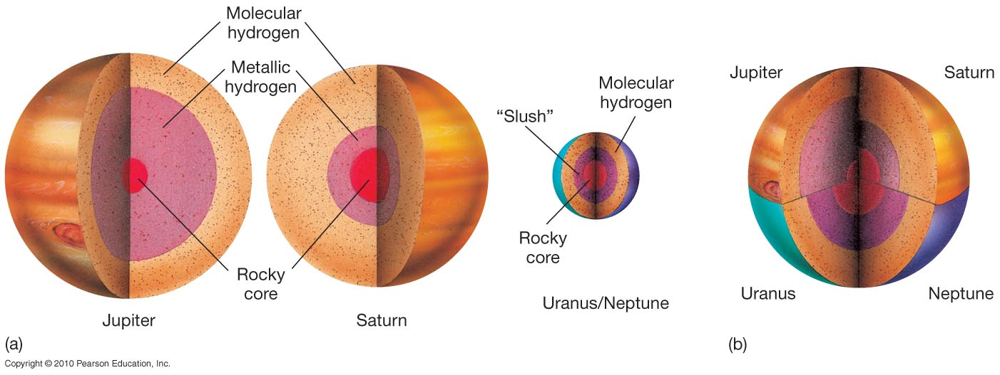 Molecular
hydrogen
Metallic
hydrogen
Rocky
core
Jupiter
Saturn
(a)
Molecular
hydrogen
“Slush”
Rocky
core
Uranus/Neptune
Jupiter
Saturn
Uranus
Neptune
(b)
Copyright © 2010 Pearson Education, Inc.